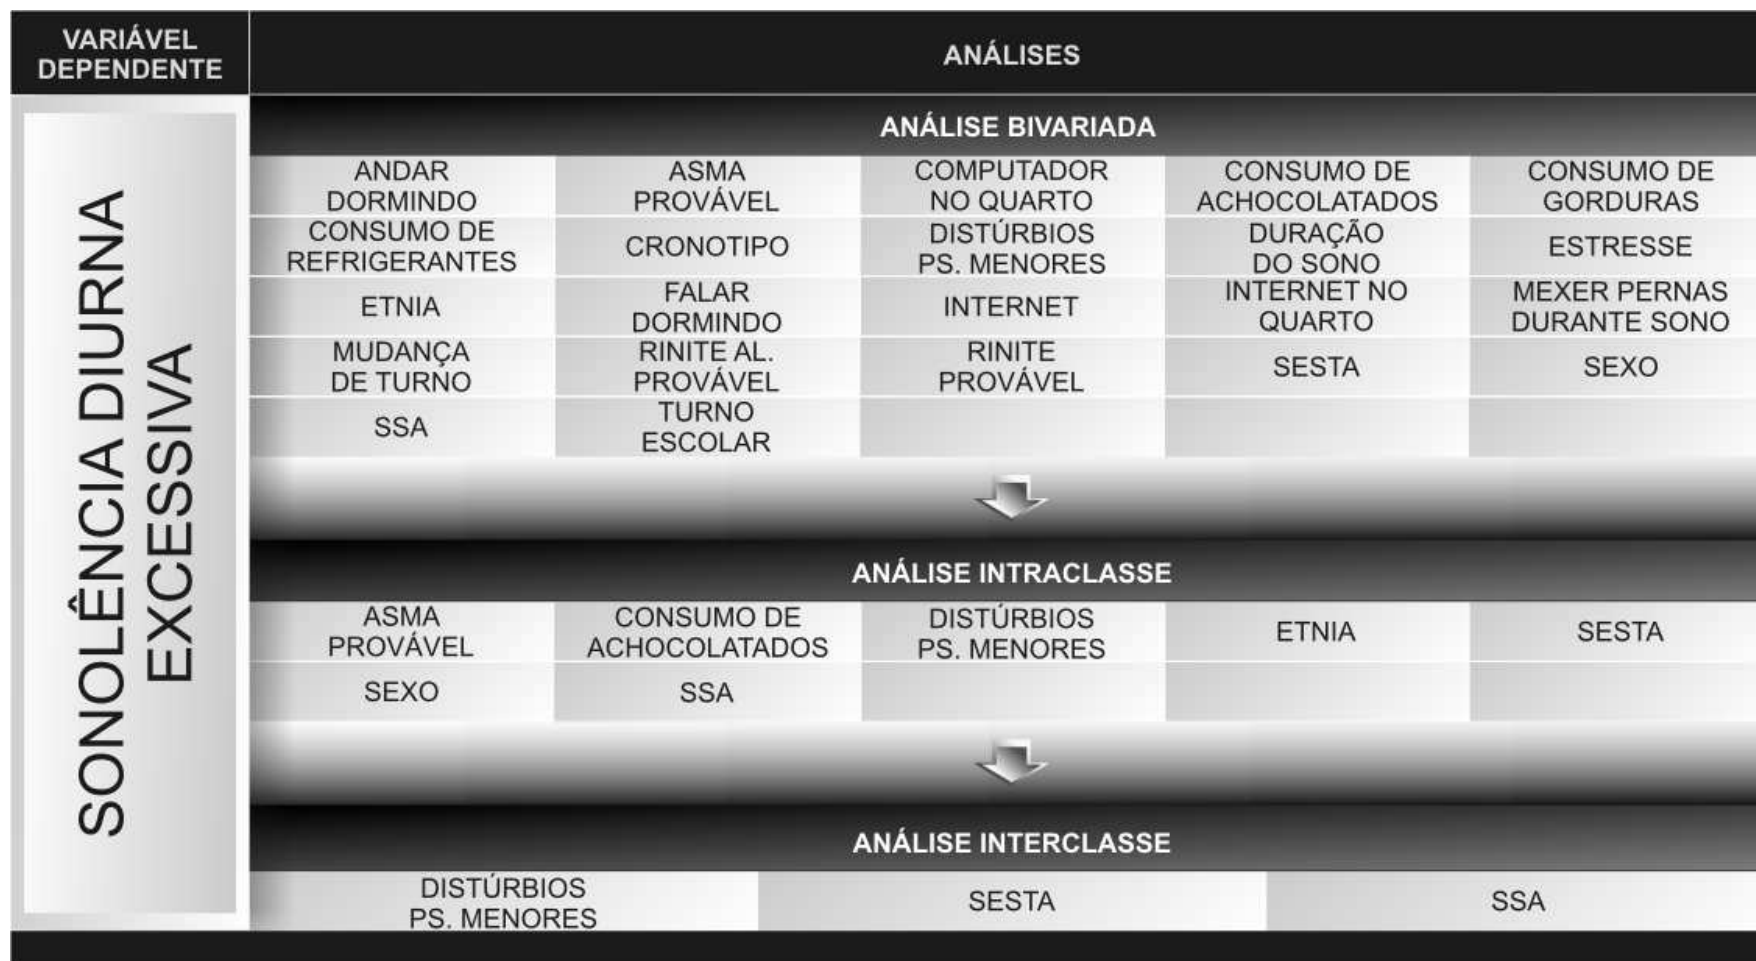 VARIÁVEL
DEPENDENTE
ANÁLISES
SONOLÊNCIA DIURNA
EXCESSIVA
ANÁLISE BIVARIADA
ANDAR
DORMINDO
ASMA
PROVÁVEL
COMPUTADOR
NO QUARTO
CONSUMO DE
ACHOCOLATADOS
CONSUMO DE
GORDURAS
CONSUMO DE
REFRIGERANTES
CRONOTIPO
DISTÚRBIOS
PS. MENORES
DURAÇÃO
DO SONO
ESTRESSE
ETNIA
FALAR
DORMINDO
INTERNET
INTERNET NO
QUARTO
MEXER PERNAS
DURANTE SONO
MUDANÇA
DE TURNO
RINITE AL.
PROVÁVEL
RINITE
PROVÁVEL
SESTA
SEXO
SSA
TURNO
ESCOLAR
ANÁLISE INTRACLASSE
ASMA
PROVÁVEL
CONSUMO DE
ACHOCOLATADOS
DISTÚRBIOS
PS. MENORES
ETNIA
SESTA
SEXO
SSA
ANÁLISE INTERCLASSE
DISTÚRBIOS
PS. MENORES
SESTA
SSA